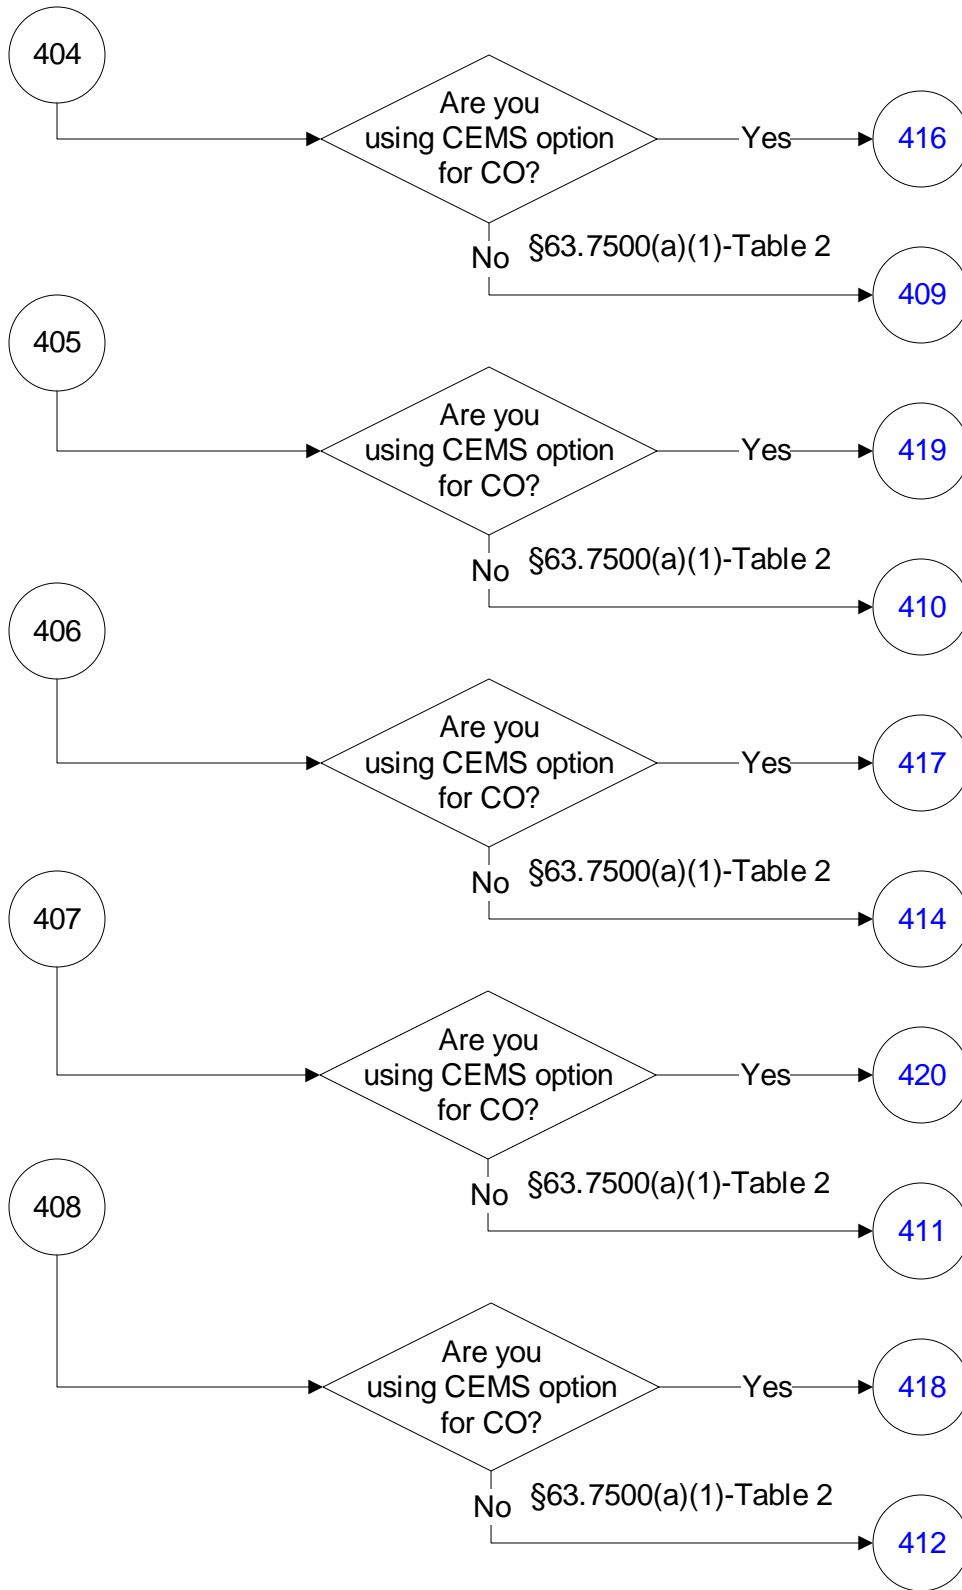 404
Are you
using CEMS option
for CO?
Yes
416
No
§63.7500(a)(1)-Table 2
409
405
Are you
using CEMS option
for CO?
Yes
419
No
§63.7500(a)(1)-Table 2
410
406
Are you
using CEMS option
for CO?
Yes
417
No
§63.7500(a)(1)-Table 2
414
407
Are you
using CEMS option
for CO?
Yes
420
No
§63.7500(a)(1)-Table 2
411
408
Are you
using CEMS option
for CO?
Yes
418
No
§63.7500(a)(1)-Table 2
412